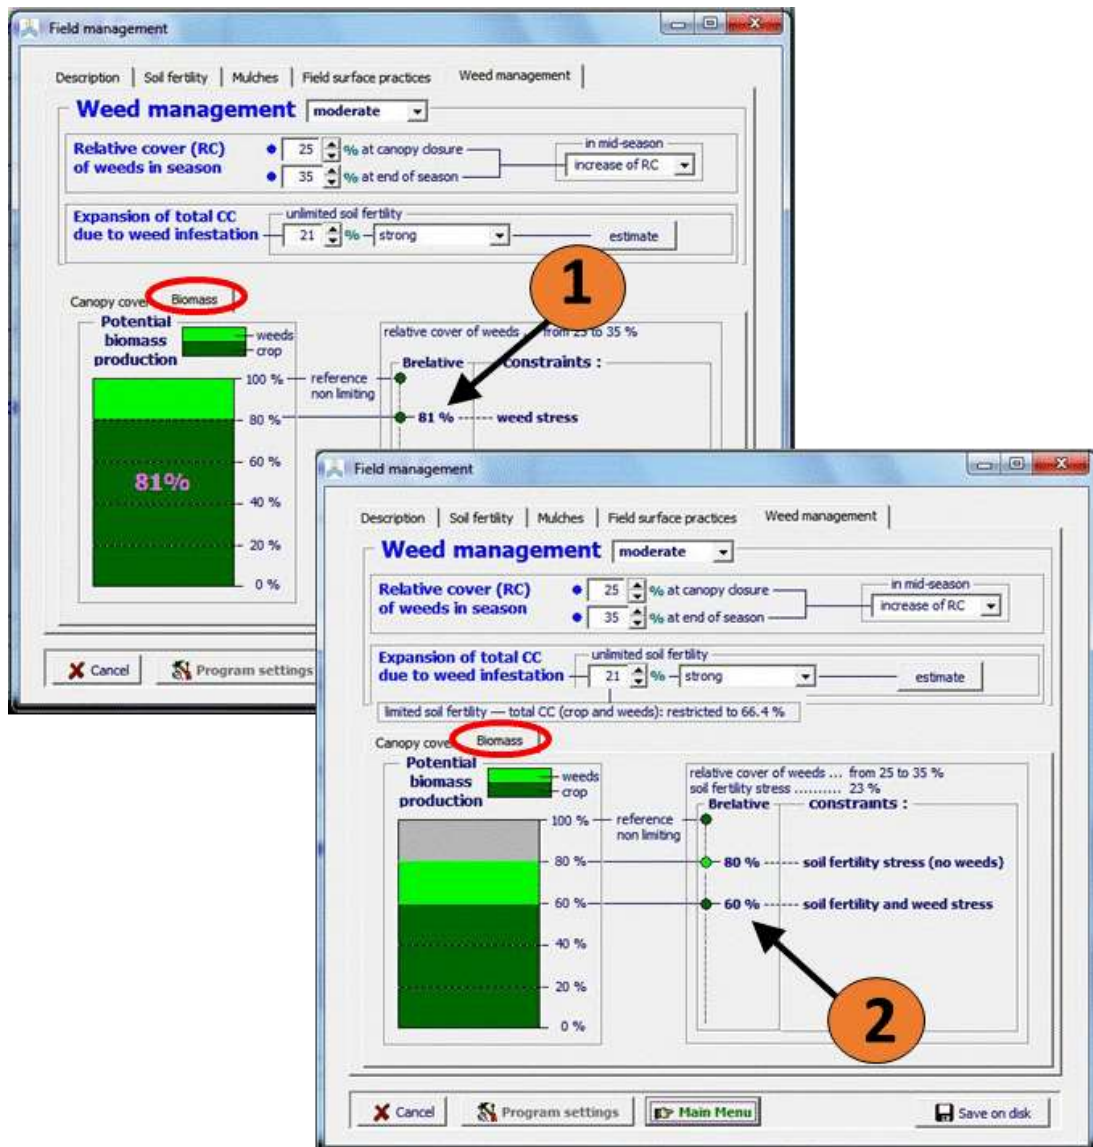 Field management
Description | Soil fertility | Mulches | Field surface practices | Weed management
Weed management moderate
Relative cover (RC)
of weeds in season
25 % at canopy closure
35 % at end of season
in mid-season
increase of RC
Expansion of total CC
due to weed infestation
unlimited soil fertility
21 % strong
estimate
Canopy cover
Biomass
Potential
biomass
production
weeds
crop
100 %
80 %
60 %
40 %
20 %
0 %
81%
reference
non limiting
relative cover of weeds ... from 25 to 35 %
Brelative
constraints :
81 % ----- weed stress
1
Cancel
Program settings
Field management
Description | Soil fertility | Mulches | Field surface practices | Weed management
Weed management moderate
Relative cover (RC)
of weeds in season
25 % at canopy closure
35 % at end of season
in mid-season
increase of RC
Expansion of total CC
due to weed infestation
unlimited soil fertility
21 % strong
estimate
limited soil fertility — total CC (crop and weeds): restricted to 66.4 %
Canopy cove
Biomass
Potential
biomass
production
weeds
crop
100 %
80 %
60 %
40 %
20 %
0 %
reference
non limiting
relative cover of weeds ... from 25 to 35 %
soil fertility stress .......... 23 %
Brelative
constraints :
80 % ------ soil fertility stress (no weeds)
60 % ------ soil fertility and weed stress
2
Cancel
Program settings
Main Menu
Save on disk